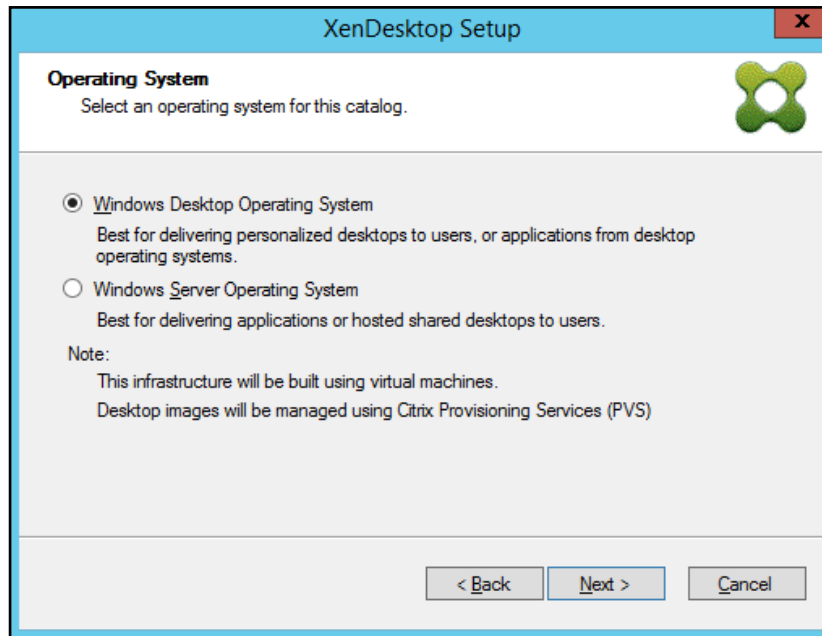 XenDesktop Setup
x
Operating System
Select an operating system for this catalog.
Windows Desktop Operating System
Best for delivering personalized desktops to users, or applications from desktop
operating systems.
Windows Server Operating System
Best for delivering applications or hosted shared desktops to users.
Note:
This infrastructure will be built using virtual machines.
Desktop images will be managed using Citrix Provisioning Services (PVS)
< Back
Next >
Cancel